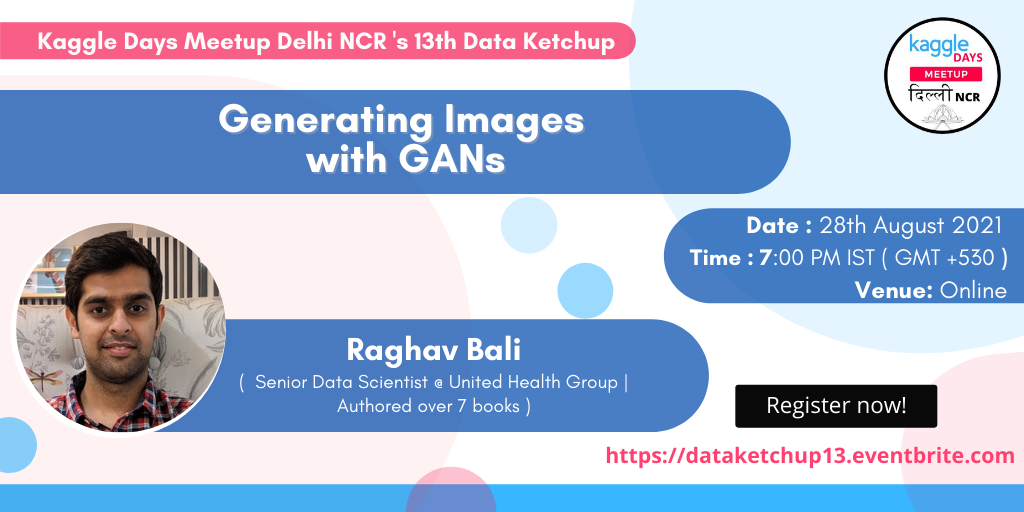 Kaggle Days Meetup Delhi NCR 's 13th Data Ketchup
kaggle
DAYS
MEETUP
दिल्ली NCR
Generating Images
with GANs
Date : 28th August 2021
Time : 7:00 PM IST ( GMT +530 )
Venue: Online
Raghav Bali
( Senior Data Scientist @ United Health Group |
Authored over 7 books )
Register now!
https://dataketchup13.eventbrite.com